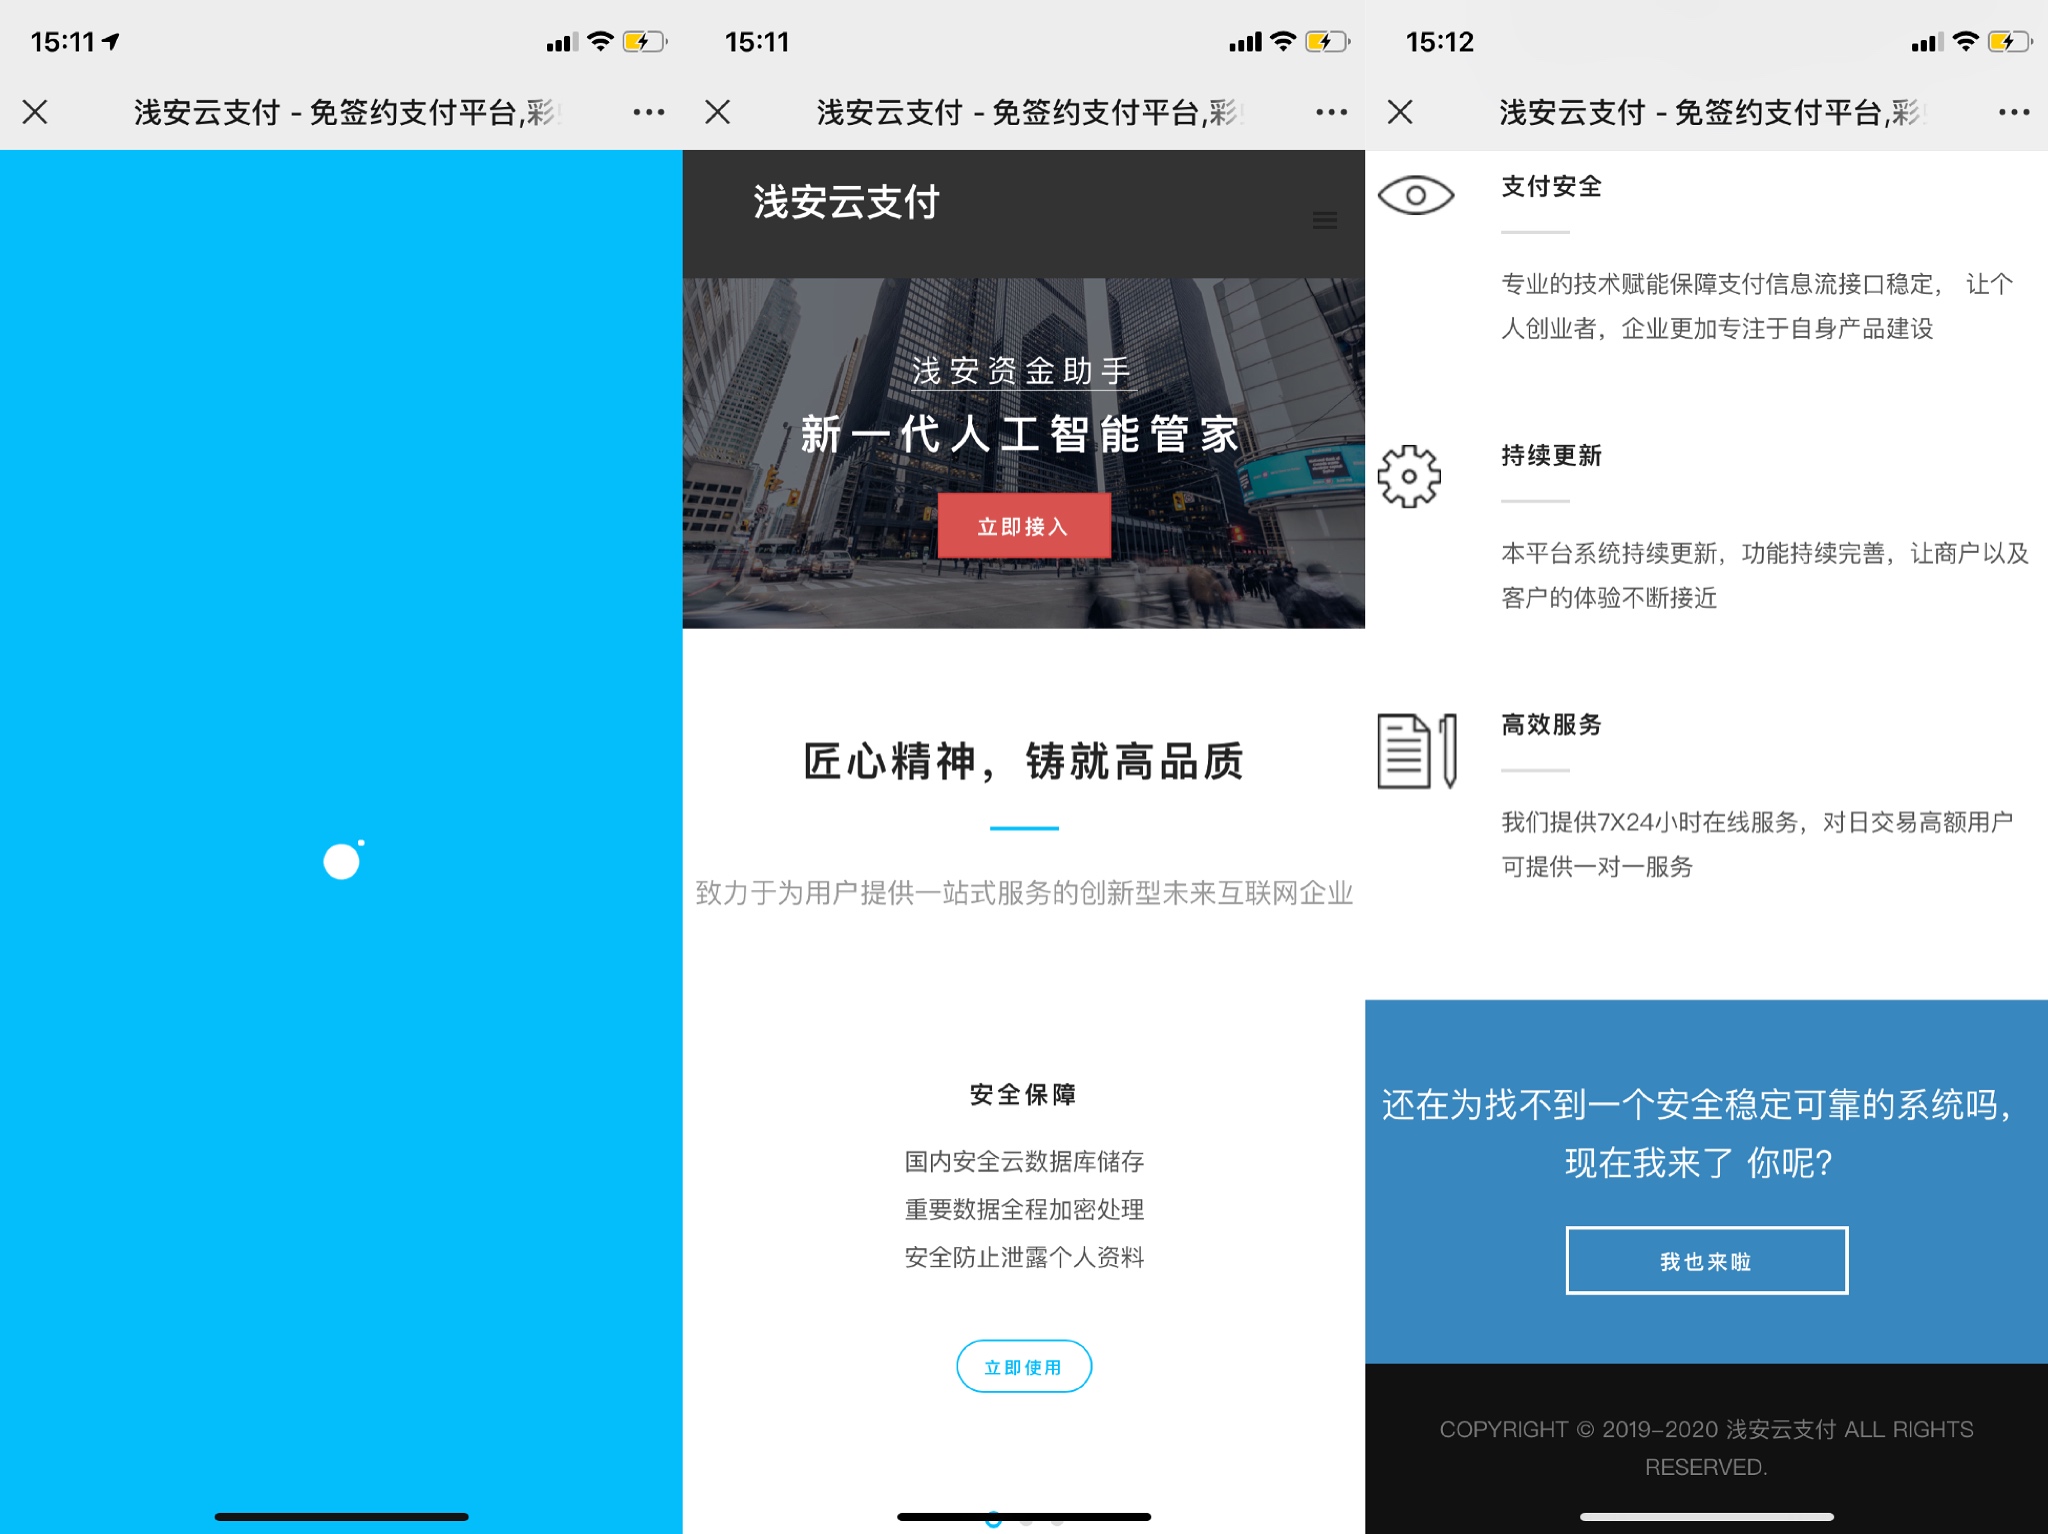 15:11
浅安云支付 - 免签约支付平台,彩
15:11
浅安云支付 - 免签约支付平台,彩
浅安云支付
浅安资金助手
新一代人工智能管家
立即接入
匠心精神，铸就高品质
致力于为用户提供一站式服务的创新型未来互联网企业
安全保障
国内安全云数据库储存
重要数据全程加密处理
安全防止泄露个人资料
立即使用
15:12
浅安云支付 - 免签约支付平台,彩
支付安全
专业的技术赋能保障支付信息流接口稳定， 让个
人创业者，企业更加专注于自身产品建设
持续更新
本平台系统持续更新，功能持续完善，让商户以及
客户的体验不断接近
高效服务
我们提供7X24小时在线服务，对日交易高额用户
可提供一对一服务
还在为找不到一个安全稳定可靠的系统吗，
现在我来了 你呢?
我也来啦
COPYRIGHT © 2019-2020 浅安云支付 ALL RIGHTS
RESERVED.